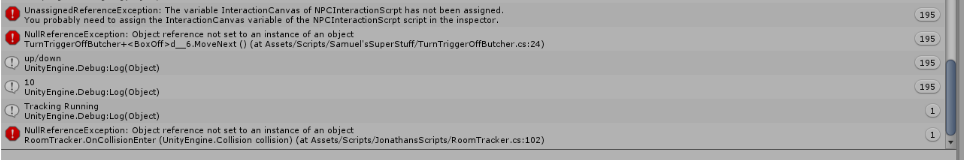 UnassignedReferenceException: The variable InteractionCanvas of NPCInteractionScrpt has not been assigned.
You probably need to assign the InteractionCanvas variable of the NPCInteractionScrpt script in the inspector.
195
NullReferenceException: Object reference not set to an instance of an object
TurnTriggerOffButcher+<BoxOff>d__6.MoveNext () (at Assets/Scripts/Samuel'sSuperStuff/TurnTriggerOffButcher.cs:24)
195
up/down
UnityEngine.Debug:Log(Object)
195
10
UnityEngine.Debug:Log(Object)
195
Tracking Running
UnityEngine.Debug:Log(Object)
1
NullReferenceException: Object reference not set to an instance of an object
RoomTracker.OnCollisionEnter (UnityEngine.Collision collision) (at Assets/Scripts/JonathansScripts/RoomTracker.cs:102)
1